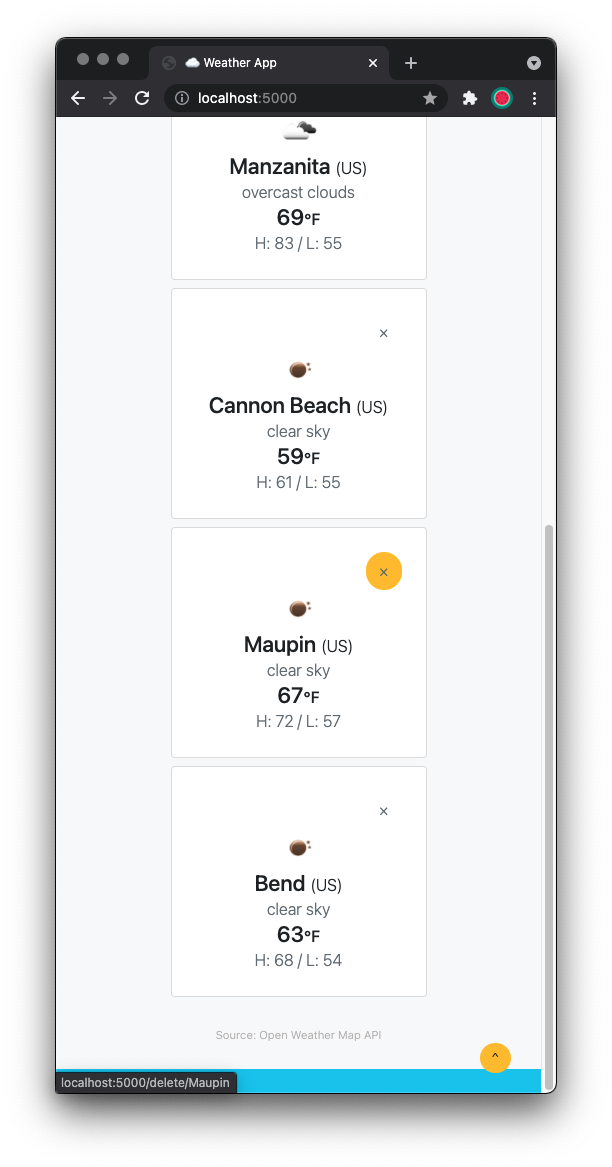 Weather App
localhost:5000
Manzanita (US)
overcast clouds
69°F
H: 83 / L: 55
×
Cannon Beach (US)
clear sky
59°F
H: 61 / L: 55
×
Maupin (US)
clear sky
67°F
H: 72 / L: 57
×
Bend (US)
clear sky
63°F
H: 68 / L: 54
Source: Open Weather Map API
^
localhost:5000/delete/Maupin